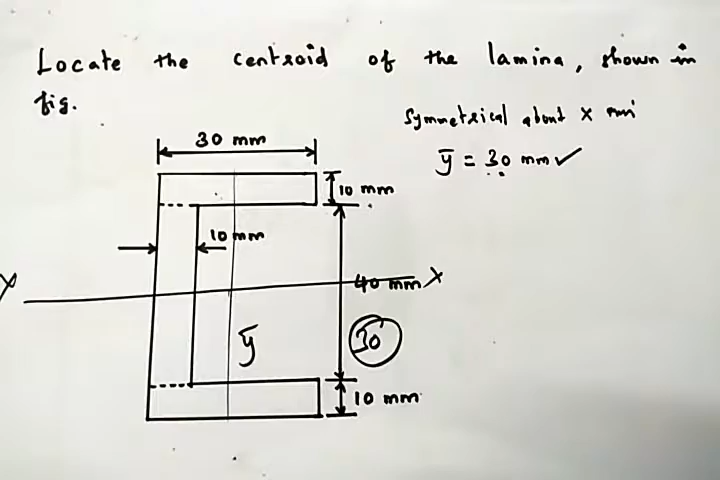 Locate the centroid of the lamina, shown in
fig.
Symmetrical about X
ȳ = 30 mm ✓
30 mm
10 mm
10 mm
40 mm X
ȳ
30
10 mm